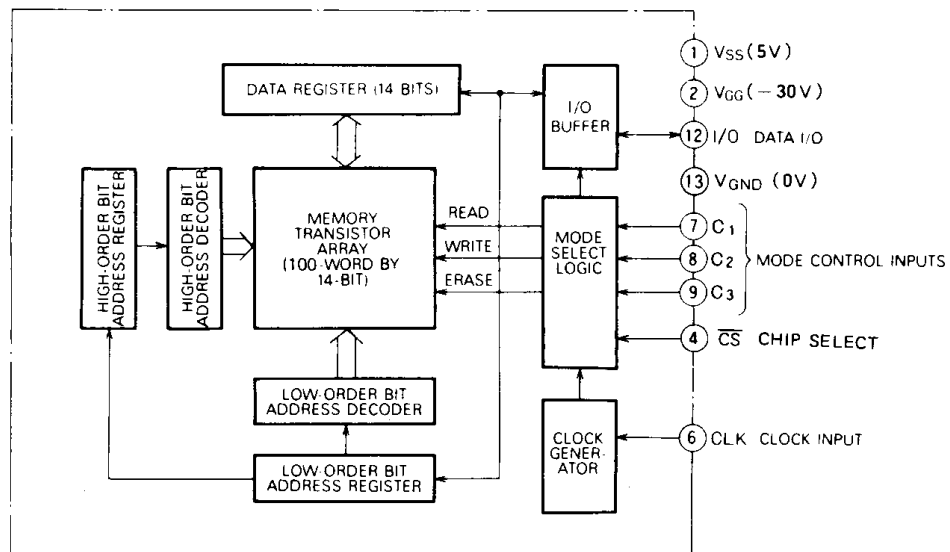 DATA REGISTER (14 BITS)
I/O
BUFFER
1 VSS (5V)
2 VGG (−30V)
12 I/O DATA I/O
13 VGND (0V)
HIGH-ORDER BIT
ADDRESS REGISTER
HIGH-ORDER BIT
ADDRESS DECODER
MEMORY
TRANSISTOR
ARRAY
(100-WORD BY
14-BIT)
READ
WRITE
ERASE
MODE
SELECT
LOGIC
7 C1
8 C2
9 C3
MODE CONTROL INPUTS
4 C̅S̅ CHIP SELECT
LOW-ORDER BIT
ADDRESS DECODER
LOW-ORDER BIT
ADDRESS REGISTER
CLOCK
GENER-
ATOR
6 CLK CLOCK INPUT